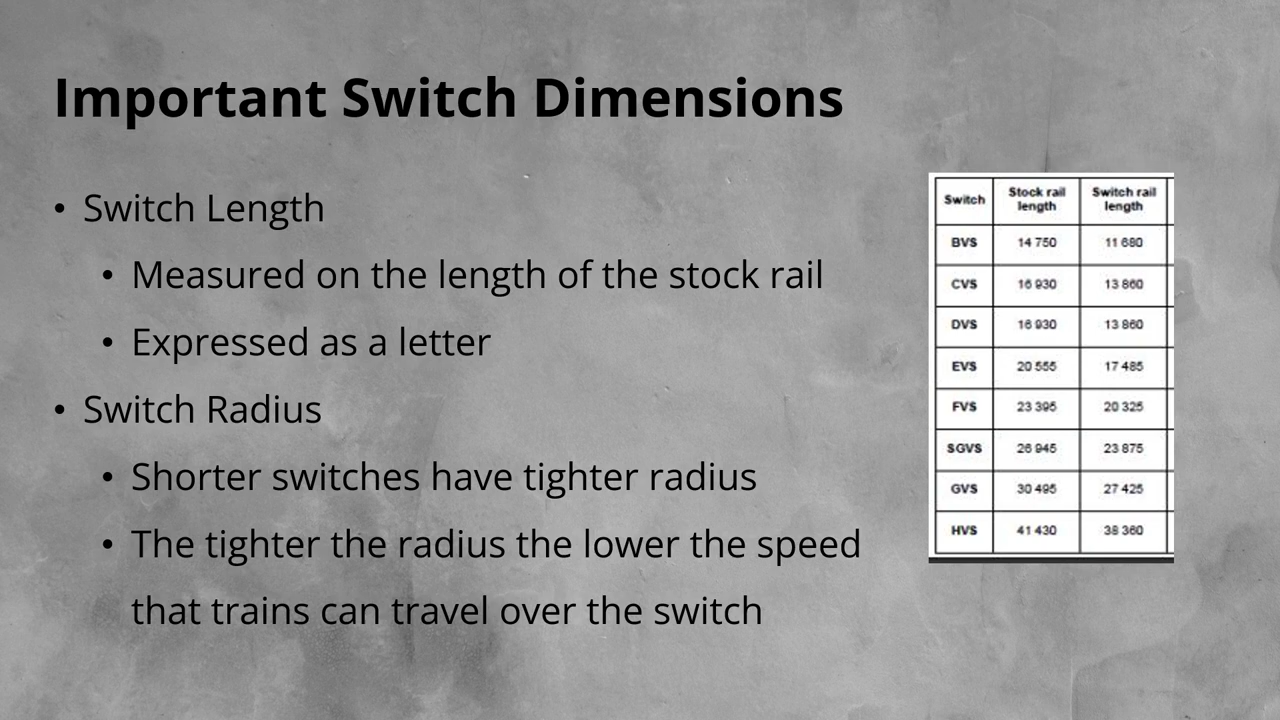 Important Switch Dimensions
• Switch Length
• Measured on the length of the stock rail
• Expressed as a letter
• Switch Radius
• Shorter switches have tighter radius
• The tighter the radius the lower the speed
that trains can travel over the switch
Switch Stock rail length Switch rail length
BVS 14 750 11 680
CVS 16 930 13 860
DVS 16 930 13 860
EVS 20 555 17 485
FVS 23 395 20 325
SGVS 26 945 23 875
GVS 30 495 27 425
HVS 41 430 38 360